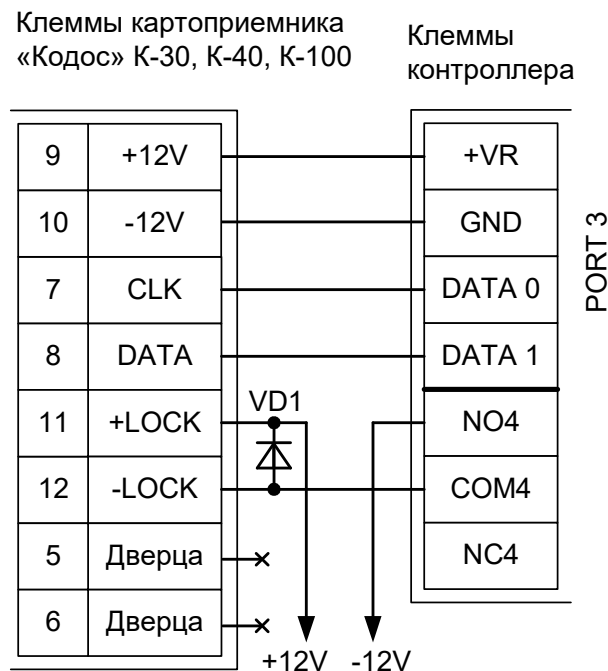 Клеммы картоприемника
«Кодос» К-30, К-40, К-100
Клеммы
контроллера
9 +12V +VR
10 -12V GND
7 CLK DATA 0
8 DATA DATA 1
PORT 3
VD1
11 +LOCK NO4
12 -LOCK COM4
5 Дверца NC4
6 Дверца
+12V -12V